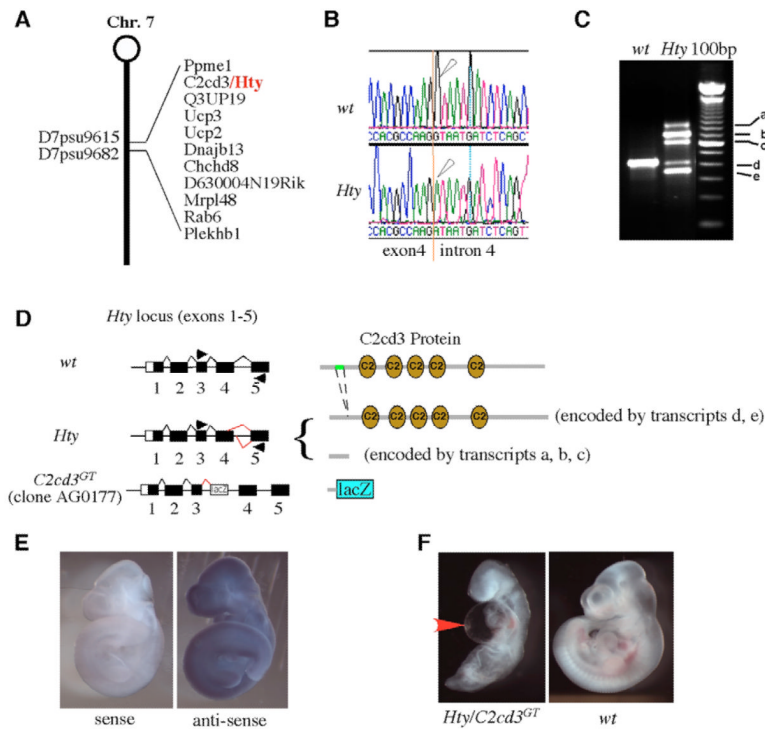 A
Chr. 7
D7psu9615
D7psu9682
Ppme1
C2cd3/Hty
Q3UP19
Ucp3
Ucp2
Dnajb13
Chchd8
D630004N19Rik
Mrpl48
Rab6
Plekhb1
B
wt
CCACGCCAAGGTAATGATCTCAGC
Hty
CCACGCCAAGATAATGATCTCAGT
exon4 intron 4
C
wt Hty 100bp
a
b
c
d
e
D
Hty locus (exons 1-5)
C2cd3 Protein
wt
1 2 3 4 5
C2 C2 C2 C2 C2
Hty
1 2 3 4 5
C2 C2 C2 C2 C2
(encoded by transcripts d, e)
(encoded by transcripts a, b, c)
C2cd3GT
(clone AG0177)
lacZ
1 2 3 4 5
lacZ
E
sense
anti-sense
F
Hty/C2cd3GT
wt